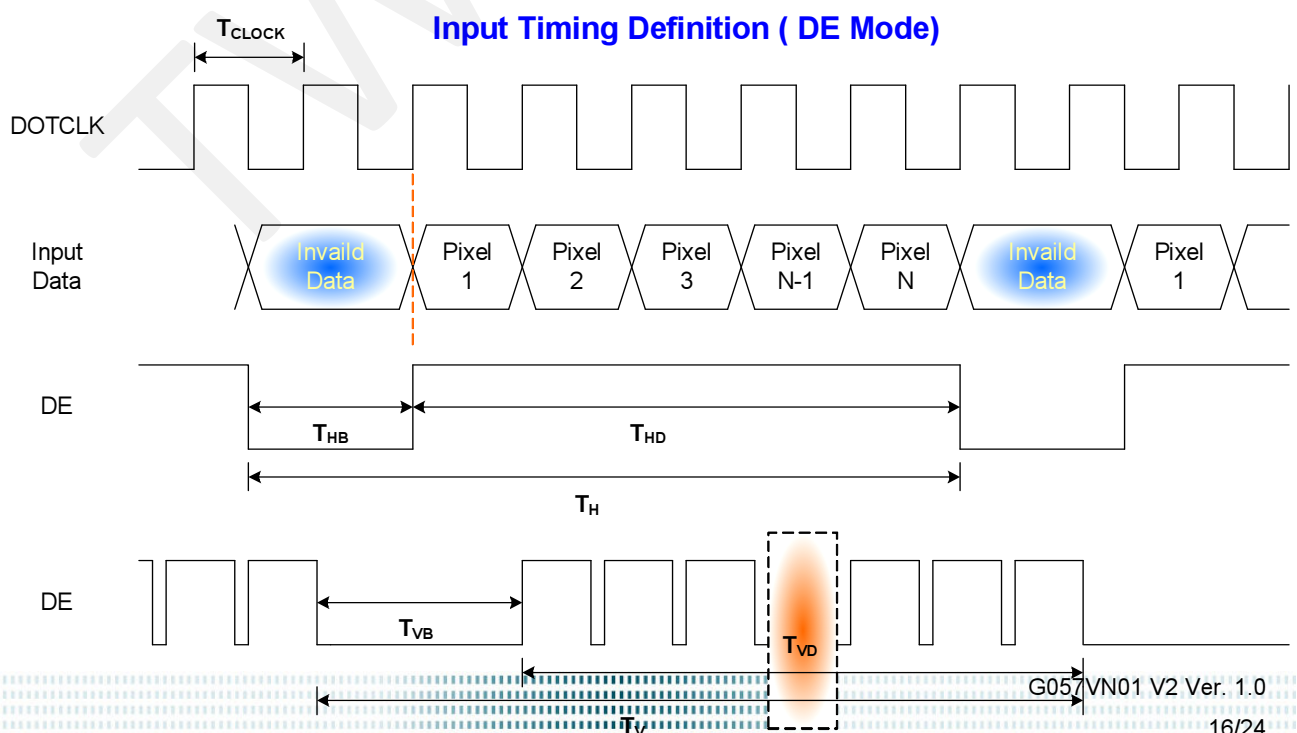 Input Timing Definition ( DE Mode)
TCLOCK
DOTCLK
Input
Data
Invaild
Data
Pixel
1
Pixel
2
Pixel
3
Pixel
N-1
Pixel
N
Invaild
Data
Pixel
1
DE
THB
THD
TH
DE
TVB
TVD
G057VN01 V2 Ver. 1.0
TV
16/24